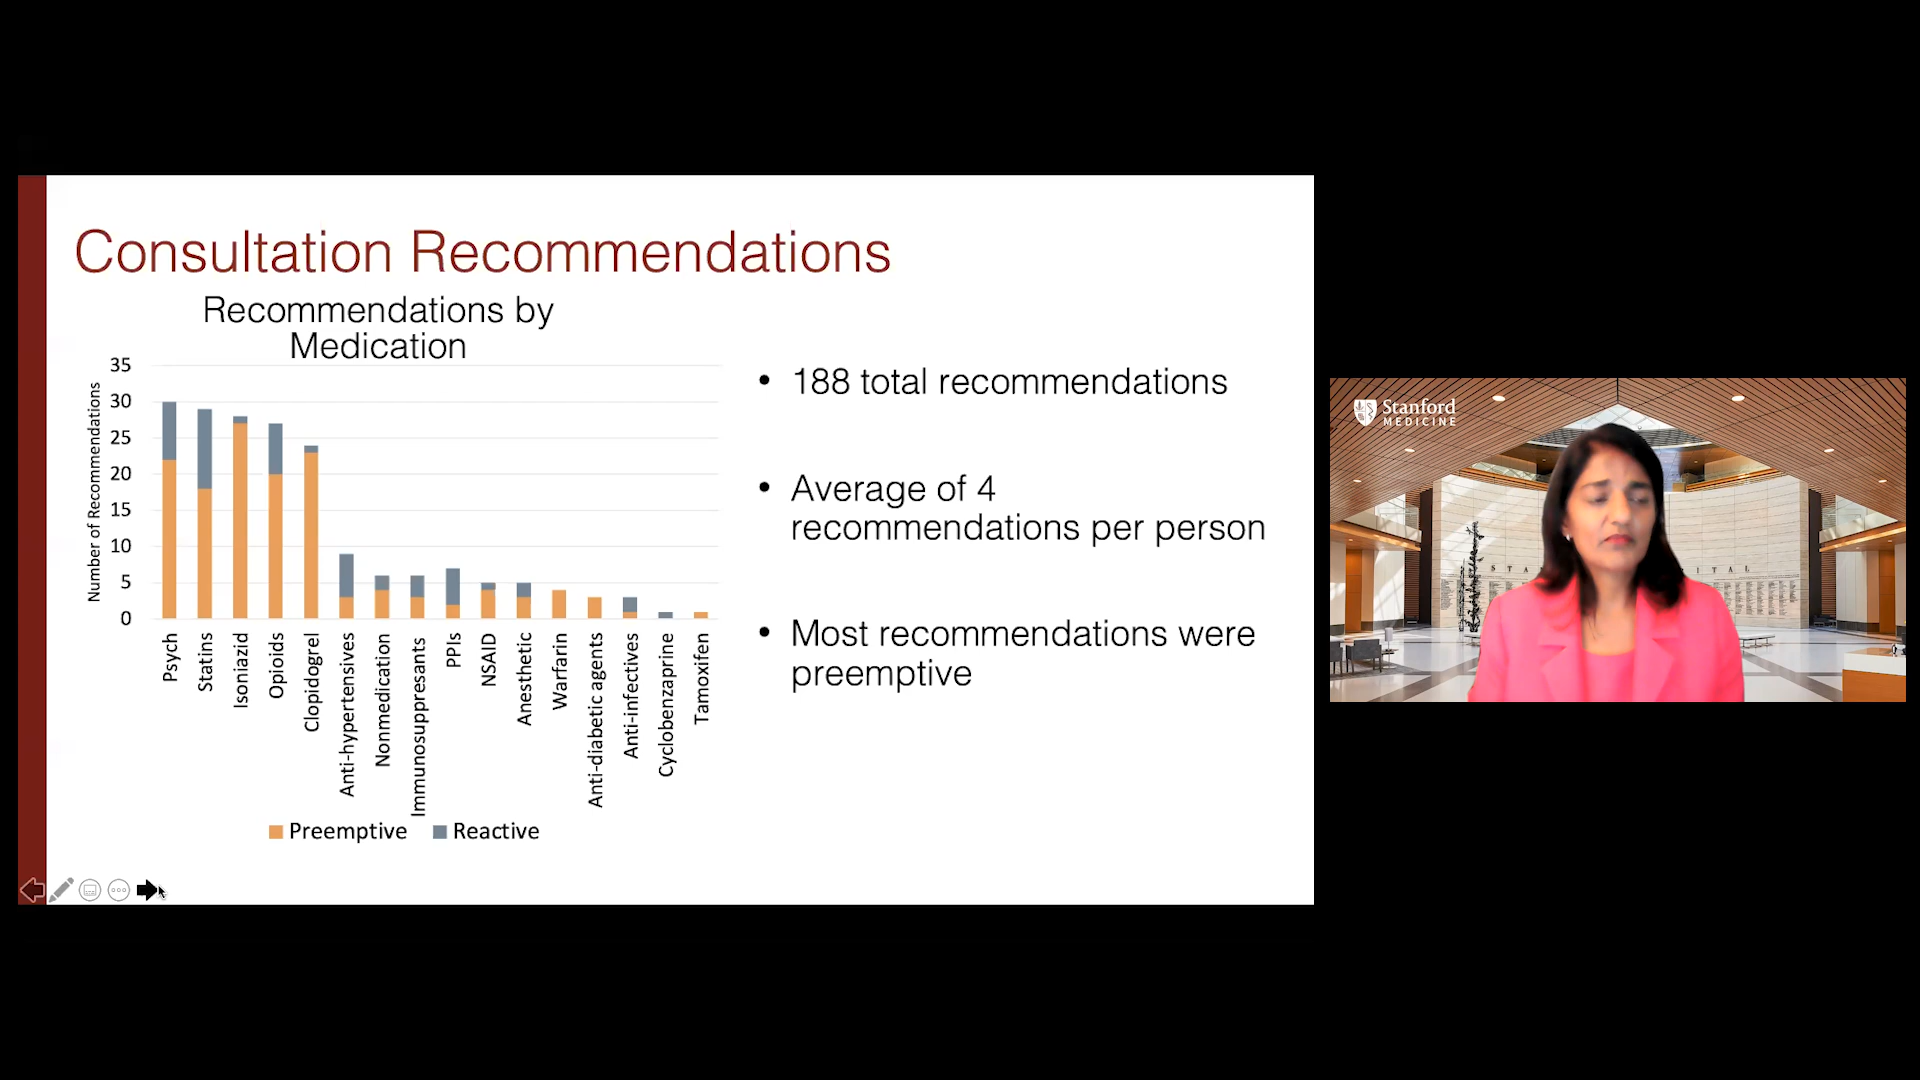 Consultation Recommendations
Recommendations by
Medication
Number of Recommendations
35
30
25
20
15
10
5
0
Psych
Statins
Isoniazid
Opioids
Clopidogrel
Anti-hypertensives
Nonmedication
Immunosuppresants
PPIs
NSAID
Anesthetic
Warfarin
Anti-diabetic agents
Anti-infectives
Cyclobenzaprine
Tamoxifen
Preemptive
Reactive
• 188 total recommendations
• Average of 4
recommendations per person
• Most recommendations were
preemptive
Stanford
MEDICINE